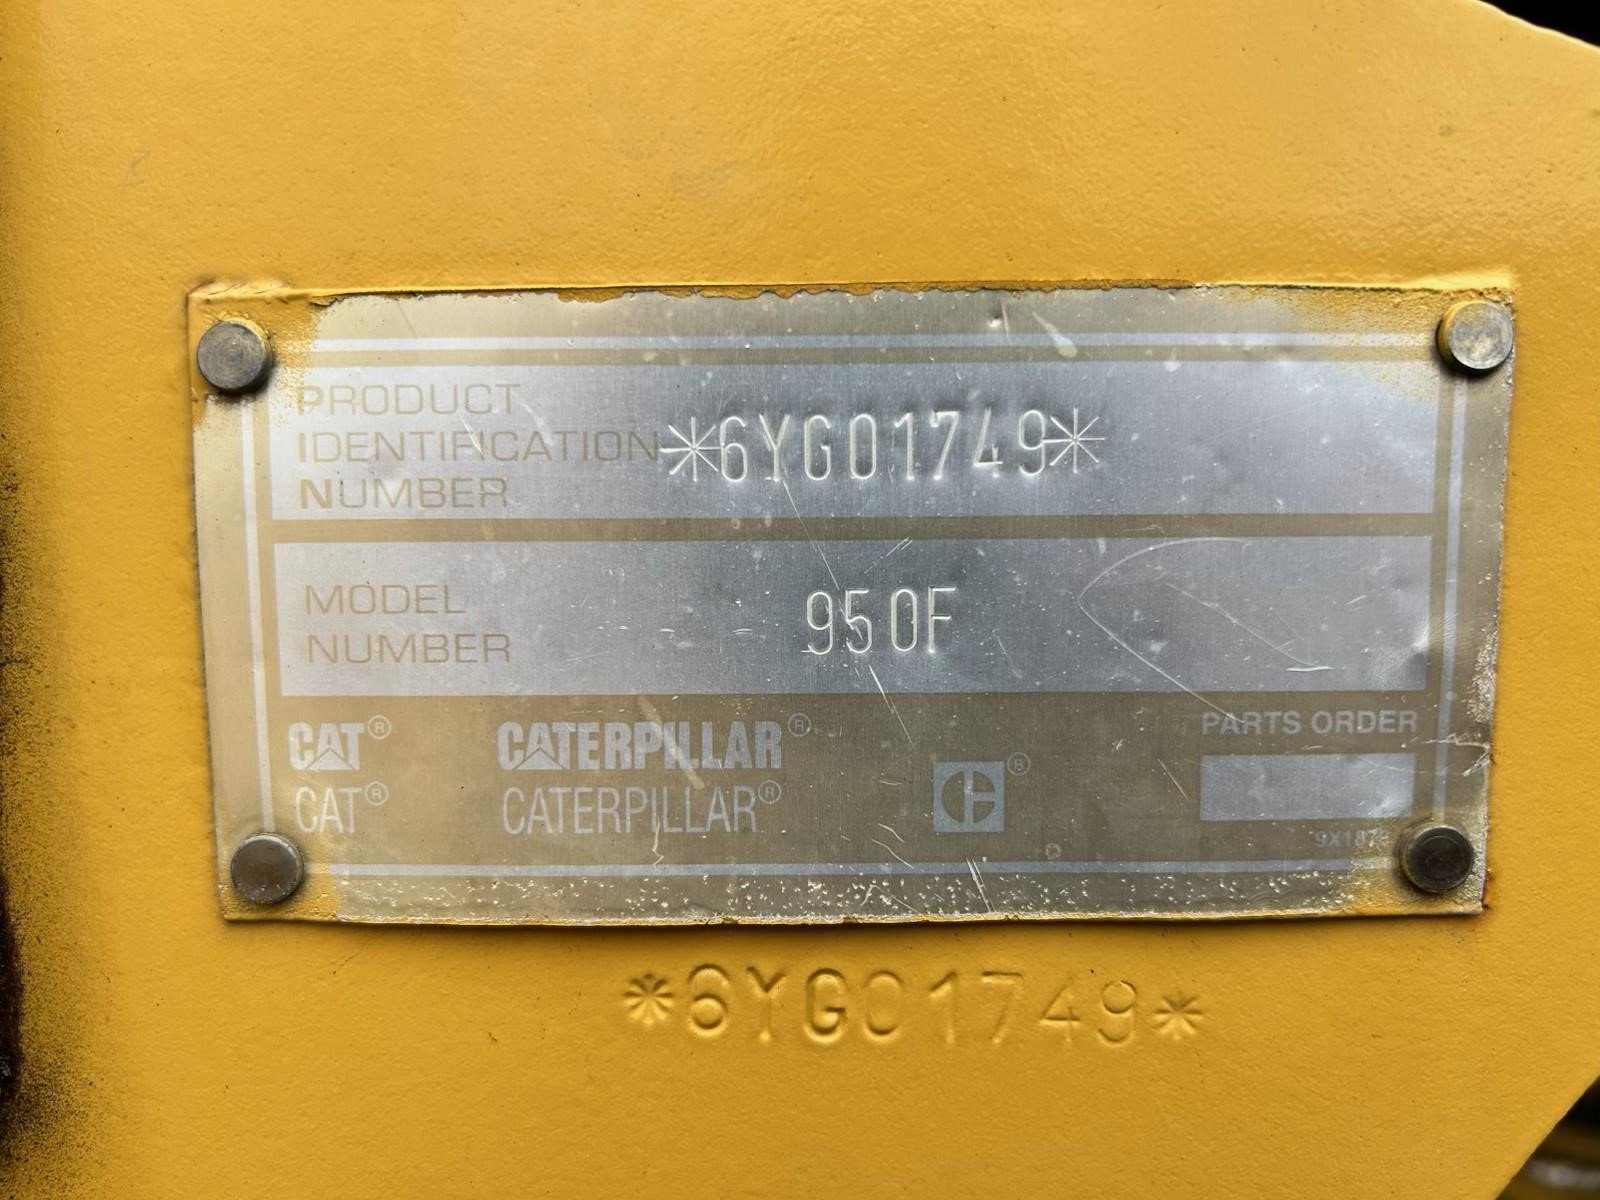 PRODUCT
IDENTIFICATION *6YG01749*
NUMBER
MODEL
NUMBER 950F
CAT® CATERPILLAR® PARTS ORDER
CAT® CATERPILLAR® C®
*6YG01749*